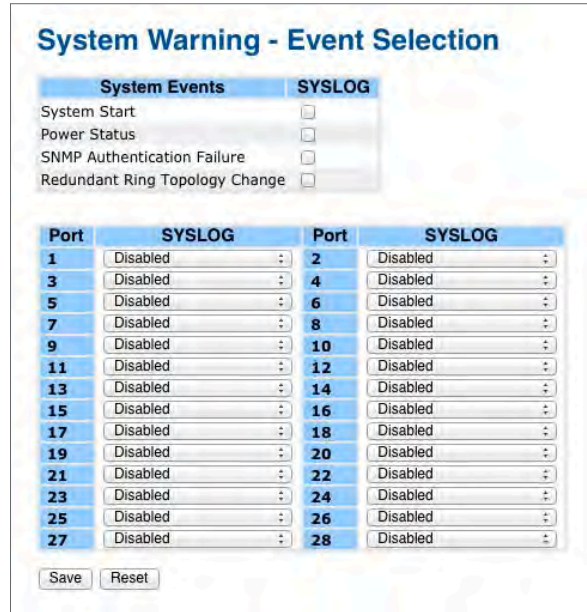 System Warning - Event Selection
System Events SYSLOG
System Start
Power Status
SNMP Authentication Failure
Redundant Ring Topology Change
Port SYSLOG Port SYSLOG
1 Disabled 2 Disabled
3 Disabled 4 Disabled
5 Disabled 6 Disabled
7 Disabled 8 Disabled
9 Disabled 10 Disabled
11 Disabled 12 Disabled
13 Disabled 14 Disabled
15 Disabled 16 Disabled
17 Disabled 18 Disabled
19 Disabled 20 Disabled
21 Disabled 22 Disabled
23 Disabled 24 Disabled
25 Disabled 26 Disabled
27 Disabled 28 Disabled
Save Reset